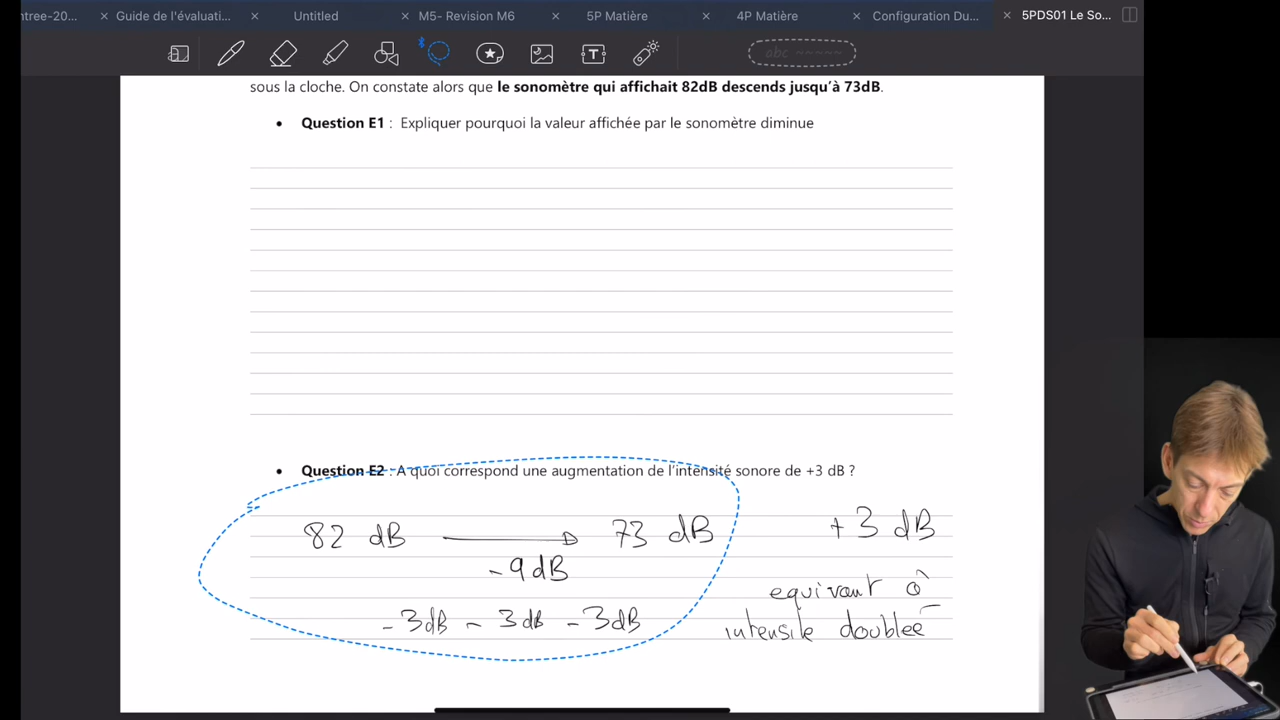 ntree-20...
Guide de l'évaluati...
Untitled
M5- Revision M6
5P Matière
4P Matière
Configuration Du...
5PDS01 Le So...
abc
sous la cloche. On constate alors que le sonomètre qui affichait 82dB descends jusqu'à 73dB.
• Question E1 : Expliquer pourquoi la valeur affichée par le sonomètre diminue
• Question E2 : A quoi correspond une augmentation de l'intensité sonore de +3 dB ?
82 dB → 73 dB
- 9dB
- 3dB - 3dB - 3dB
+ 3 dB
equivaut à
intensite doublée